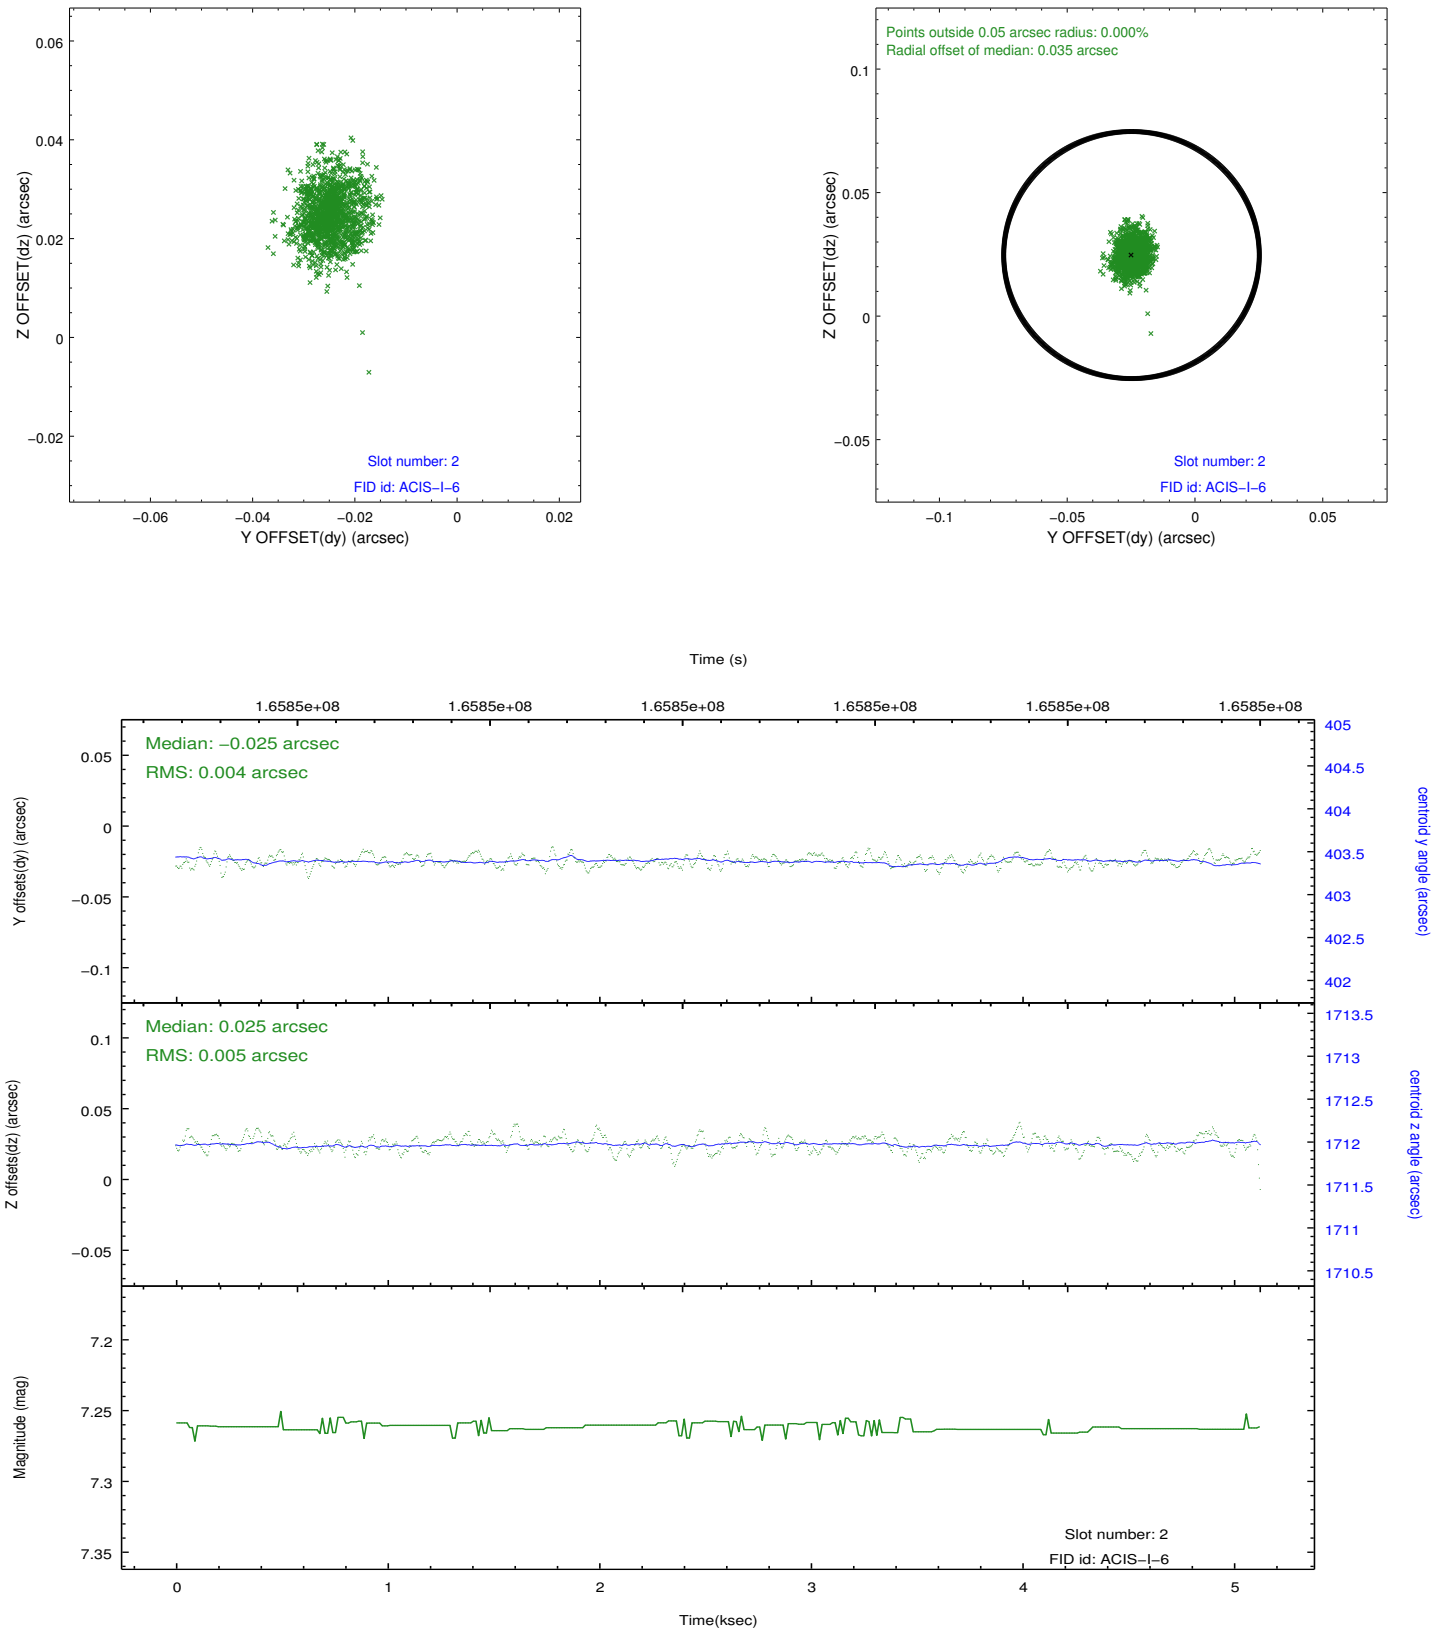 0.06
0.04
0.02
0
−0.02
Z OFFSET(dz) (arcsec)
Slot number: 2
FID id: ACIS−I−6
−0.06 −0.04 −0.02 0 0.02
Y OFFSET(dy) (arcsec)
Points outside 0.05 arcsec radius: 0.000%
Radial offset of median: 0.035 arcsec
0.1
0.05
0
−0.05
Z OFFSET(dz) (arcsec)
Slot number: 2
FID id: ACIS−I−6
−0.1 −0.05 0 0.05
Y OFFSET(dy) (arcsec)
Time (s)
1.6585e+08 1.6585e+08 1.6585e+08 1.6585e+08 1.6585e+08 1.6585e+08
Median: −0.025 arcsec
RMS: 0.004 arcsec
0.05
0
−0.05
−0.1
Y offsets(dy) (arcsec)
405
404.5
404
403.5
403
402.5
402
centroid y angle (arcsec)
Median: 0.025 arcsec
RMS: 0.005 arcsec
0.1
0.05
0
−0.05
Z offsets(dz) (arcsec)
1713.5
1713
1712.5
1712
1711.5
1711
1710.5
centroid z angle (arcsec)
7.2
7.25
7.3
7.35
Magnitude (mag)
Slot number: 2
FID id: ACIS−I−6
0 1 2 3 4 5
Time(ksec)